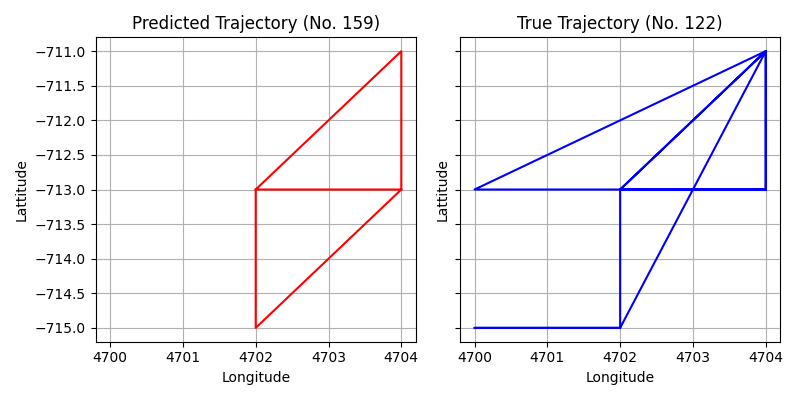 Predicted Trajectory (No. 159)
True Trajectory (No. 122)
−711.0
−711.5
−712.0
−712.5
−713.0
−713.5
−714.0
−714.5
−715.0
Lattitude
Lattitude
4700 4701 4702 4703 4704
4700 4701 4702 4703 4704
Longitude
Longitude